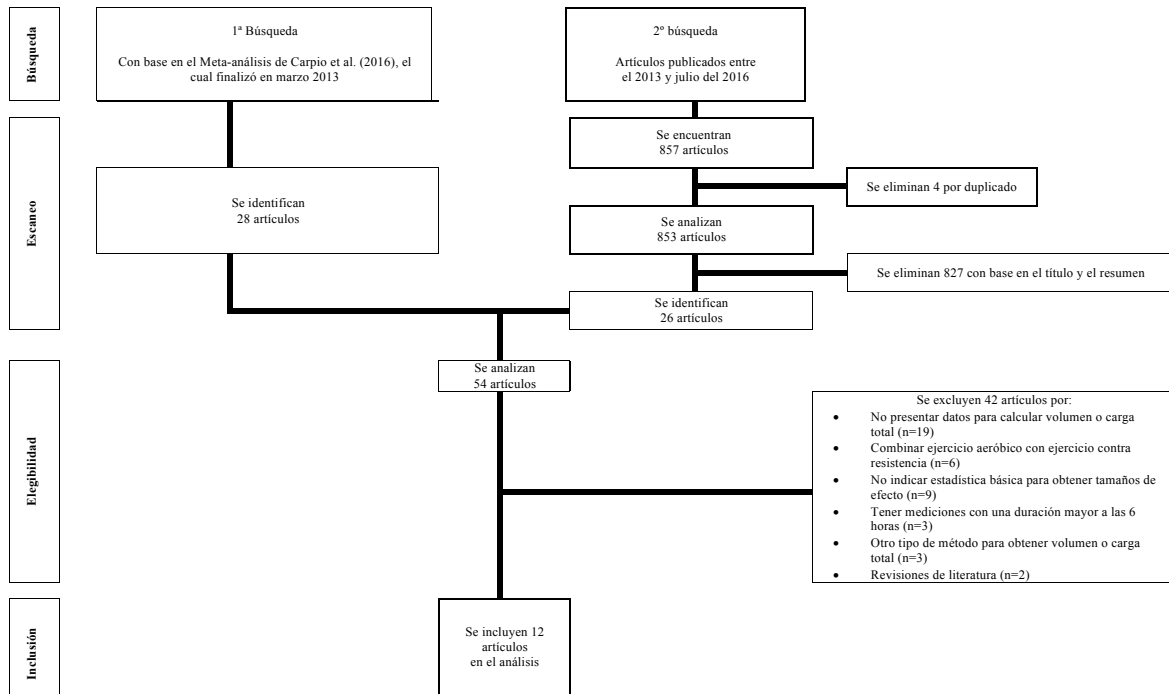 Búsqueda
1ª Búsqueda
Con base en el Meta-análisis de Carpio et al. (2016), el
cual finalizó en marzo 2013
2º búsqueda
Artículos publicados entre
el 2013 y julio del 2016
Escaneo
Se encuentran
857 artículos
Se eliminan 4 por duplicado
Se identifican
28 artículos
Se analizan
853 artículos
Se eliminan 827 con base en el título y el resumen
Se identifican
26 artículos
Elegibilidad
Se analizan
54 artículos
Se excluyen 42 artículos por:
• No presentar datos para calcular volumen o carga
total (n=19)
• Combinar ejercicio aeróbico con ejercicio contra
resistencia (n=6)
• No indicar estadística básica para obtener tamaños de
efecto (n=9)
• Tener mediciones con una duración mayor a las 6
horas (n=3)
• Otro tipo de método para obtener volumen o carga
total (n=3)
• Revisiones de literatura (n=2)
Inclusión
Se incluyen 12
artículos
en el análisis